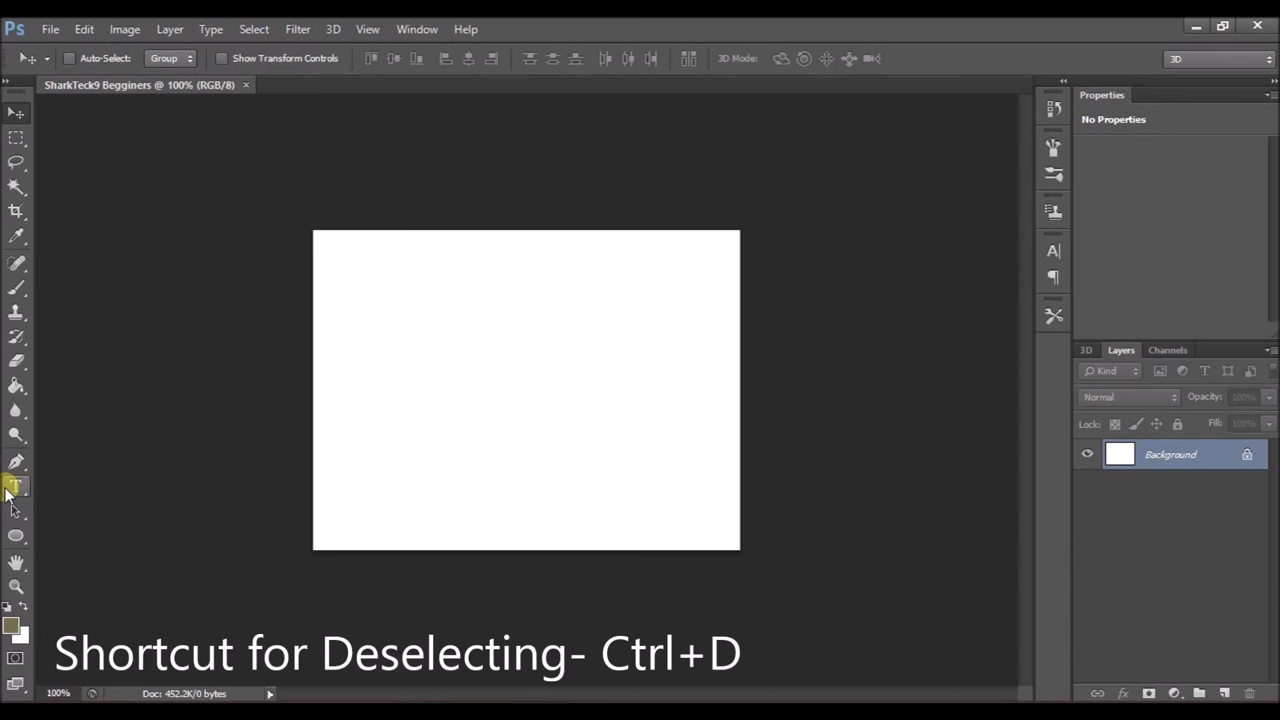 Ps File Edit Image Layer Type Select Filter 3D View Window Help
Auto-Select: Group Show Transform Controls 3D Mode: 3D
SharkTeck9 Begginers @ 100% (RGB/8) ×
Properties
No Properties
3D Layers Channels
Kind
Normal Opacity: 100%
Lock: Fill: 100%
Background
Shortcut for Deselecting- Ctrl+D
100% Doc: 452.2K/0 bytes